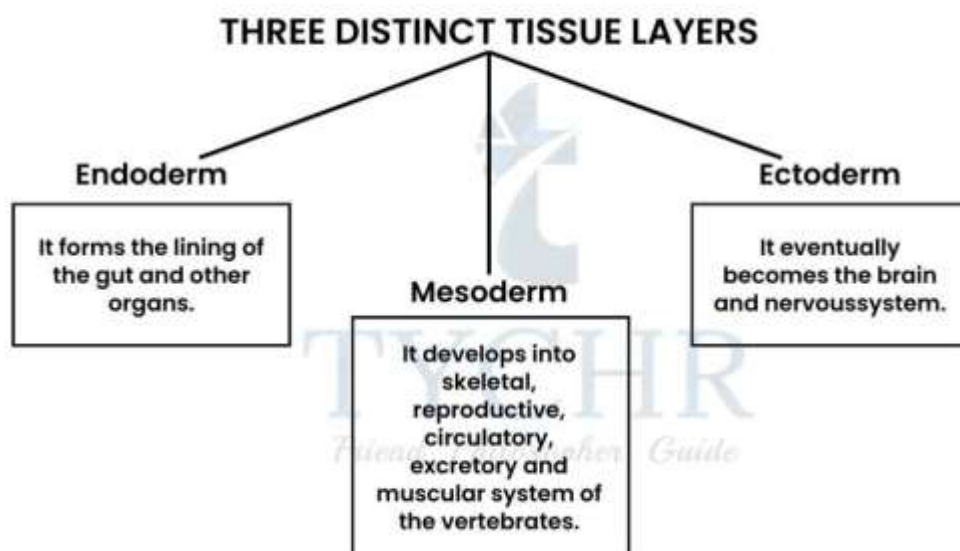 THREE DISTINCT TISSUE LAYERS
Endoderm
It forms the lining of
the gut and other
organs.
Mesoderm
It develops into
skeletal,
reproductive,
circulatory,
excretory and
muscular system of
the vertebrates.
Ectoderm
It eventually
becomes the brain
and nervoussystem.
TYCHR
Friend Philosopher Guide